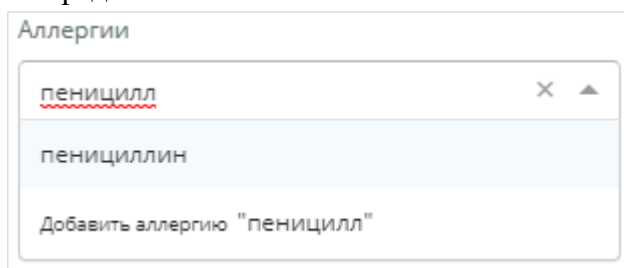 Аллергии
пеницилл
пенициллин
Добавить аллергию "пеницилл"